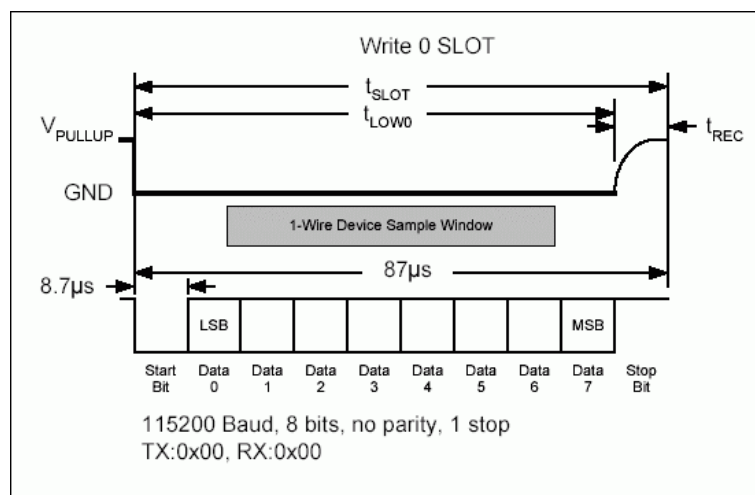 Write 0 SLOT
tSLOT
tLOW0
VPULLUP
tREC
GND
1-Wire Device Sample Window
87µs
8.7µs
LSB
MSB
Start Bit
Data 0
Data 1
Data 2
Data 3
Data 4
Data 5
Data 6
Data 7
Stop Bit
115200 Baud, 8 bits, no parity, 1 stop
TX:0x00, RX:0x00